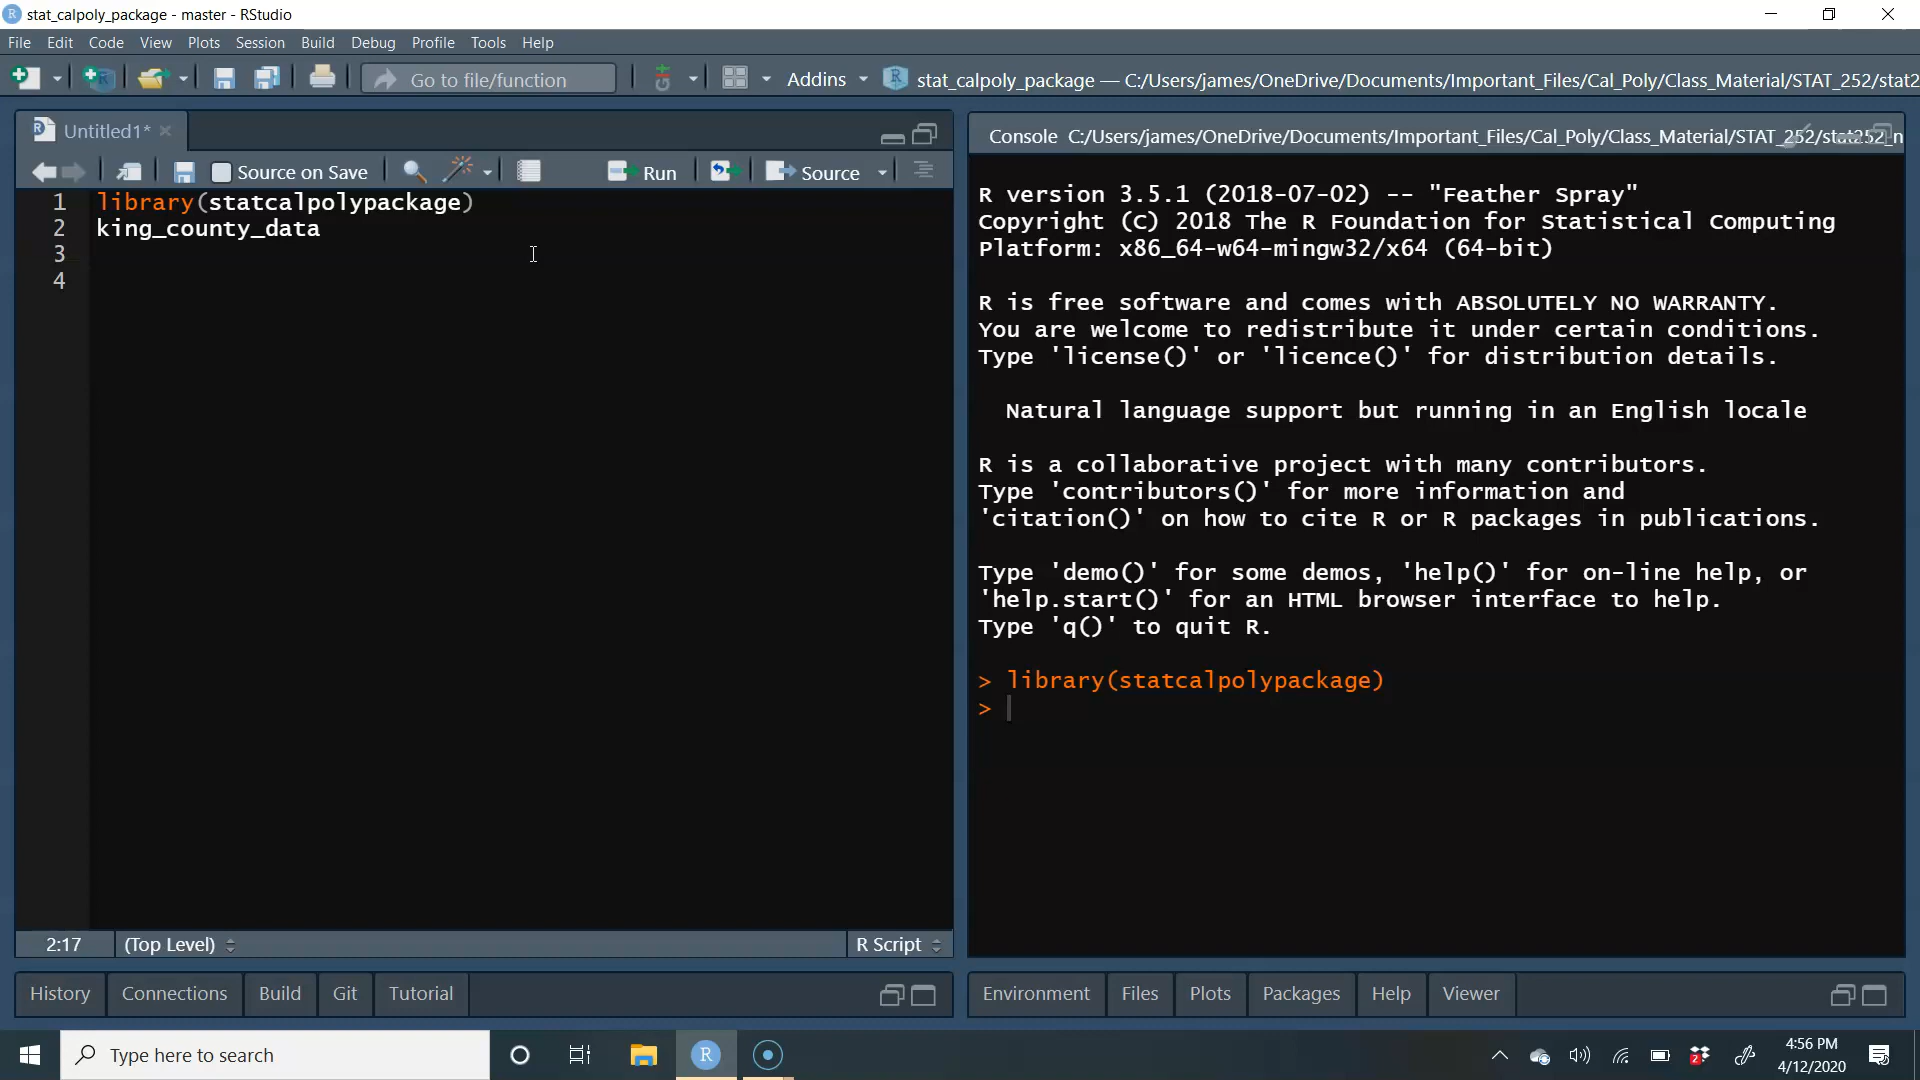 stat_calpoly_package - master - RStudio
File Edit Code View Plots Session Build Debug Profile Tools Help
Go to file/function Addins stat_calpoly_package — C:/Users/james/OneDrive/Documents/Important_Files/Cal_Poly/Class_Material/STAT_252/stat2
Untitled1*
Source on Save Run Source
1 library(statcalpolypackage)
2 king_county_data
3
4
2:17 (Top Level) R Script
History Connections Build Git Tutorial
Console C:/Users/james/OneDrive/Documents/Important_Files/Cal_Poly/Class_Material/STAT_252/stat252_n
R version 3.5.1 (2018-07-02) -- "Feather Spray"
Copyright (C) 2018 The R Foundation for Statistical Computing
Platform: x86_64-w64-mingw32/x64 (64-bit)
R is free software and comes with ABSOLUTELY NO WARRANTY.
You are welcome to redistribute it under certain conditions.
Type 'license()' or 'licence()' for distribution details.
Natural language support but running in an English locale
R is a collaborative project with many contributors.
Type 'contributors()' for more information and
'citation()' on how to cite R or R packages in publications.
Type 'demo()' for some demos, 'help()' for on-line help, or
'help.start()' for an HTML browser interface to help.
Type 'q()' to quit R.
> library(statcalpolypackage)
>
Environment Files Plots Packages Help Viewer
Type here to search
4:56 PM
4/12/2020